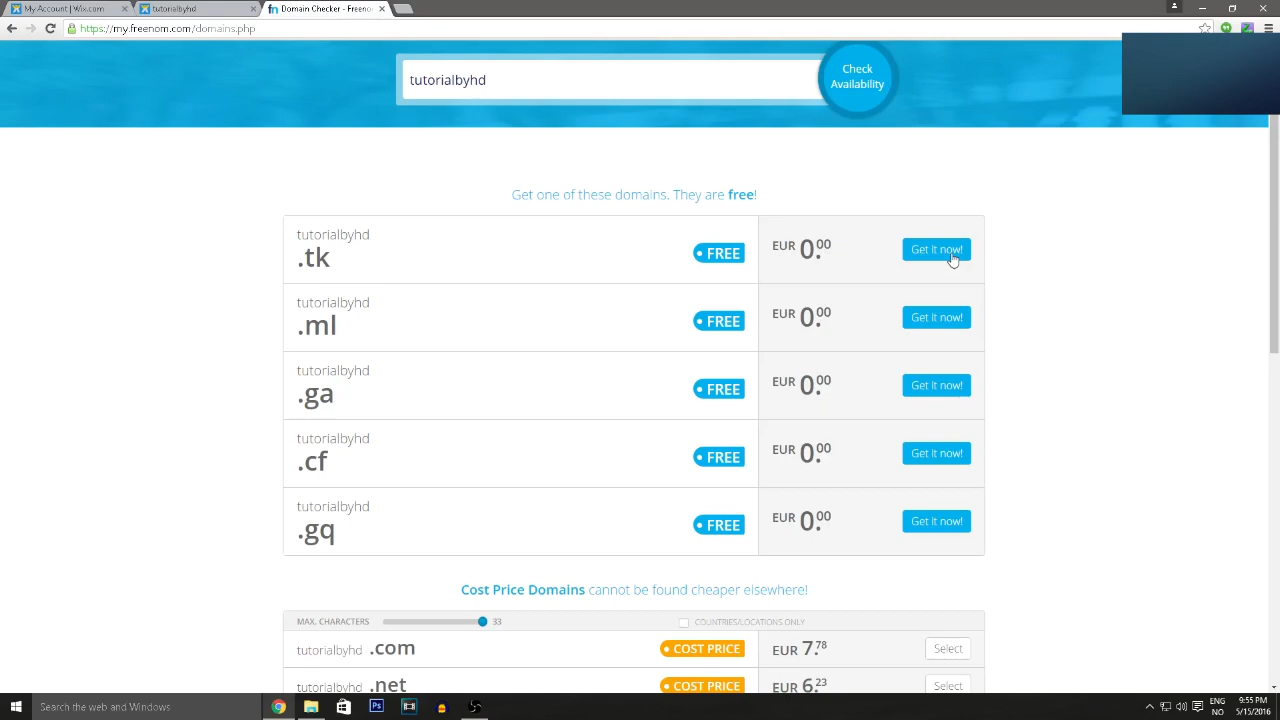 My Account | Wix.com
tutorialbyhd
Domain Checker - Freeno
https://my.freenom.com/domains.php
tutorialbyhd
Check
Availability
Get one of these domains. They are free!
tutorialbyhd
.tk
FREE
EUR 0.00
Get it now!
tutorialbyhd
.ml
FREE
EUR 0.00
Get it now!
tutorialbyhd
.ga
FREE
EUR 0.00
Get it now!
tutorialbyhd
.cf
FREE
EUR 0.00
Get it now!
tutorialbyhd
.gq
FREE
EUR 0.00
Get it now!
Cost Price Domains cannot be found cheaper elsewhere!
MAX. CHARACTERS 33 COUNTRIES/LOCATIONS ONLY
tutorialbyhd .com COST PRICE EUR 7.78 Select
tutorialbyhd .net COST PRICE EUR 6.23 Select
Search the web and Windows
ENG
NO
9:55 PM
5/15/2016